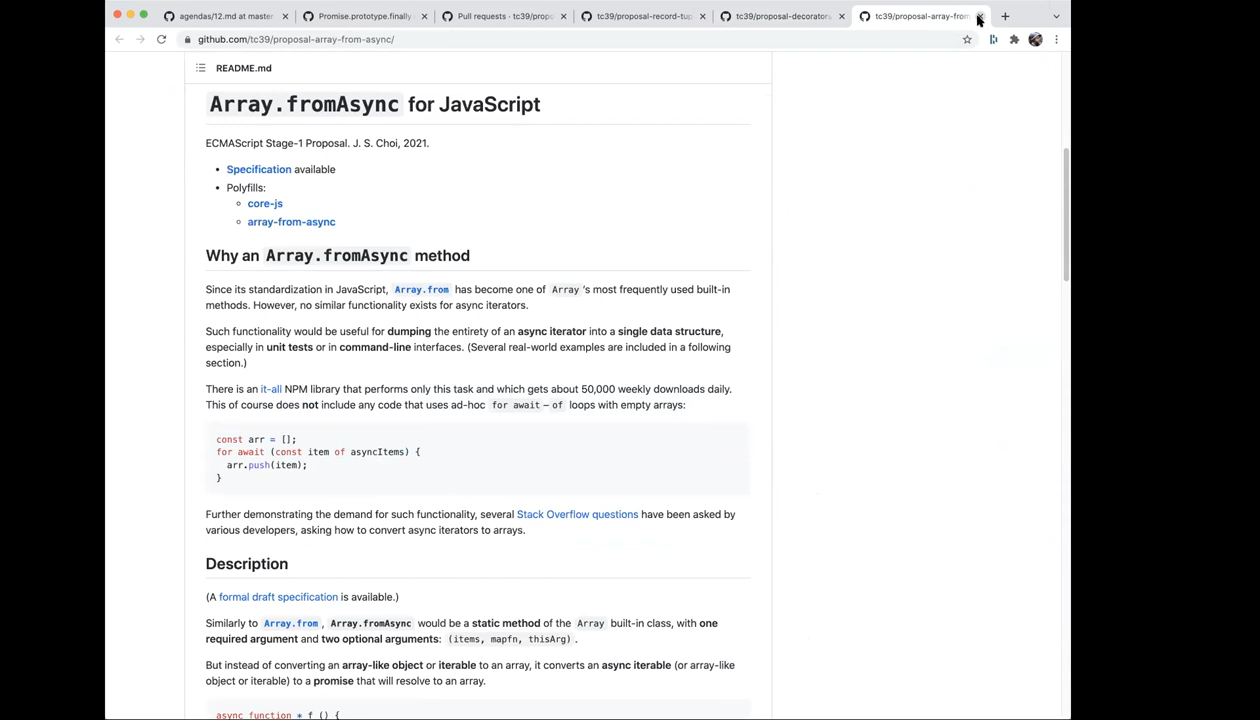 agendas/12.md at master
Promise.prototype.finally
Pull requests · tc39/propo
tc39/proposal-record-tup
tc39/proposal-decorators
tc39/proposal-array-from
github.com/tc39/proposal-array-from-async/
README.md
Array.fromAsync for JavaScript
ECMAScript Stage-1 Proposal. J. S. Choi, 2021.
• Specification available
• Polyfills:
core-js
array-from-async
Why an Array.fromAsync method
Since its standardization in JavaScript, Array.from has become one of Array's most frequently used built-in
methods. However, no similar functionality exists for async iterators.
Such functionality would be useful for dumping the entirety of an async iterator into a single data structure,
especially in unit tests or in command-line interfaces. (Several real-world examples are included in a following
section.)
There is an it-all NPM library that performs only this task and which gets about 50,000 weekly downloads daily.
This of course does not include any code that uses ad-hoc for await–of loops with empty arrays:
const arr = [];
for await (const item of asyncItems) {
arr.push(item);
}
Further demonstrating the demand for such functionality, several Stack Overflow questions have been asked by
various developers, asking how to convert async iterators to arrays.
Description
(A formal draft specification is available.)
Similarly to Array.from, Array.fromAsync would be a static method of the Array built-in class, with one
required argument and two optional arguments: (items, mapfn, thisArg).
But instead of converting an array-like object or iterable to an array, it converts an async iterable (or array-like
object or iterable) to a promise that will resolve to an array.
async function * f () {